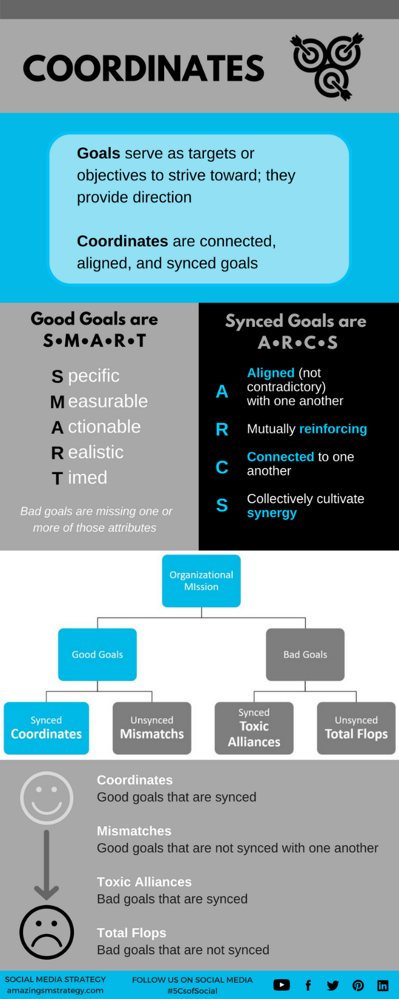 COORDINATES
Goals serve as targets or
objectives to strive toward; they
provide direction
Coordinates are connected,
aligned, and synced goals
Good Goals are
S•M•A•R•T
S pecific
M easurable
A ctionable
R ealistic
T imed
Bad goals are missing one or
more of those attributes
Synced Goals are
A•R•C•S
A Aligned (not
contradictory)
with one another
R Mutually reinforcing
C Connected to one
another
S Collectively cultivate
synergy
Organizational
MIssion
Good Goals
Bad Goals
Synced
Coordinates
Unsynced
Mismatchs
Synced
Toxic
Alliances
Unsynced
Total Flops
Coordinates
Good goals that are synced
Mismatches
Good goals that are not synced with one another
Toxic Alliances
Bad goals that are synced
Total Flops
Bad goals that are not synced
SOCIAL MEDIA STRATEGY
amazingsmstrategy.com
FOLLOW US ON SOCIAL MEDIA
#5CsofSocial